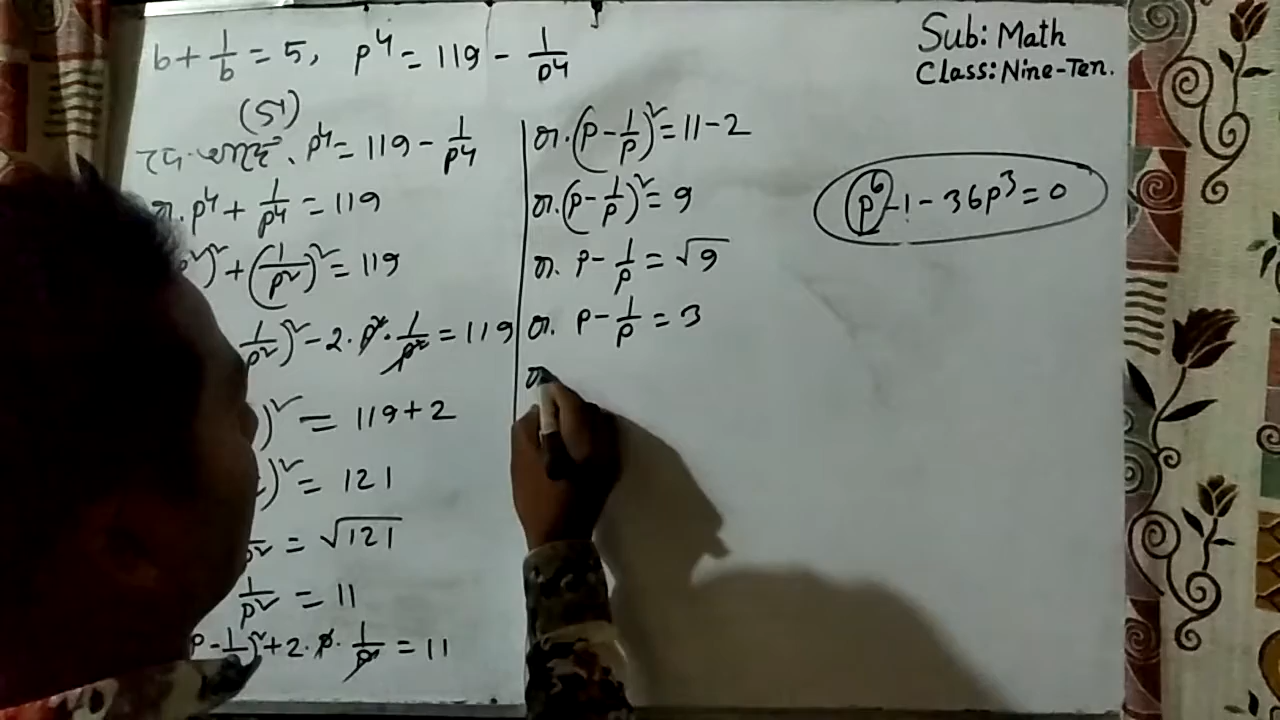 b + 1/b = 5, p⁴ = 119 - 1/p⁴
Sub: Math
Class: Nine-Ten.
(গ)
p⁴ = 119 - 1/p⁴
বা. p⁴ + 1/p⁴ = 119
)² + (1/p²)² = 119
1/p²)² - 2·p²·1/p² = 119
)² = 119 + 2
)² = 121
= √121
1/p² = 11
p - 1/p)² + 2·p·1/p = 11
বা. (p - 1/p)² = 11 - 2
বা. (p - 1/p)² = 9
বা. p - 1/p = √9
বা. p - 1/p = 3
বা
p⁶ - 1 - 36p³ = 0